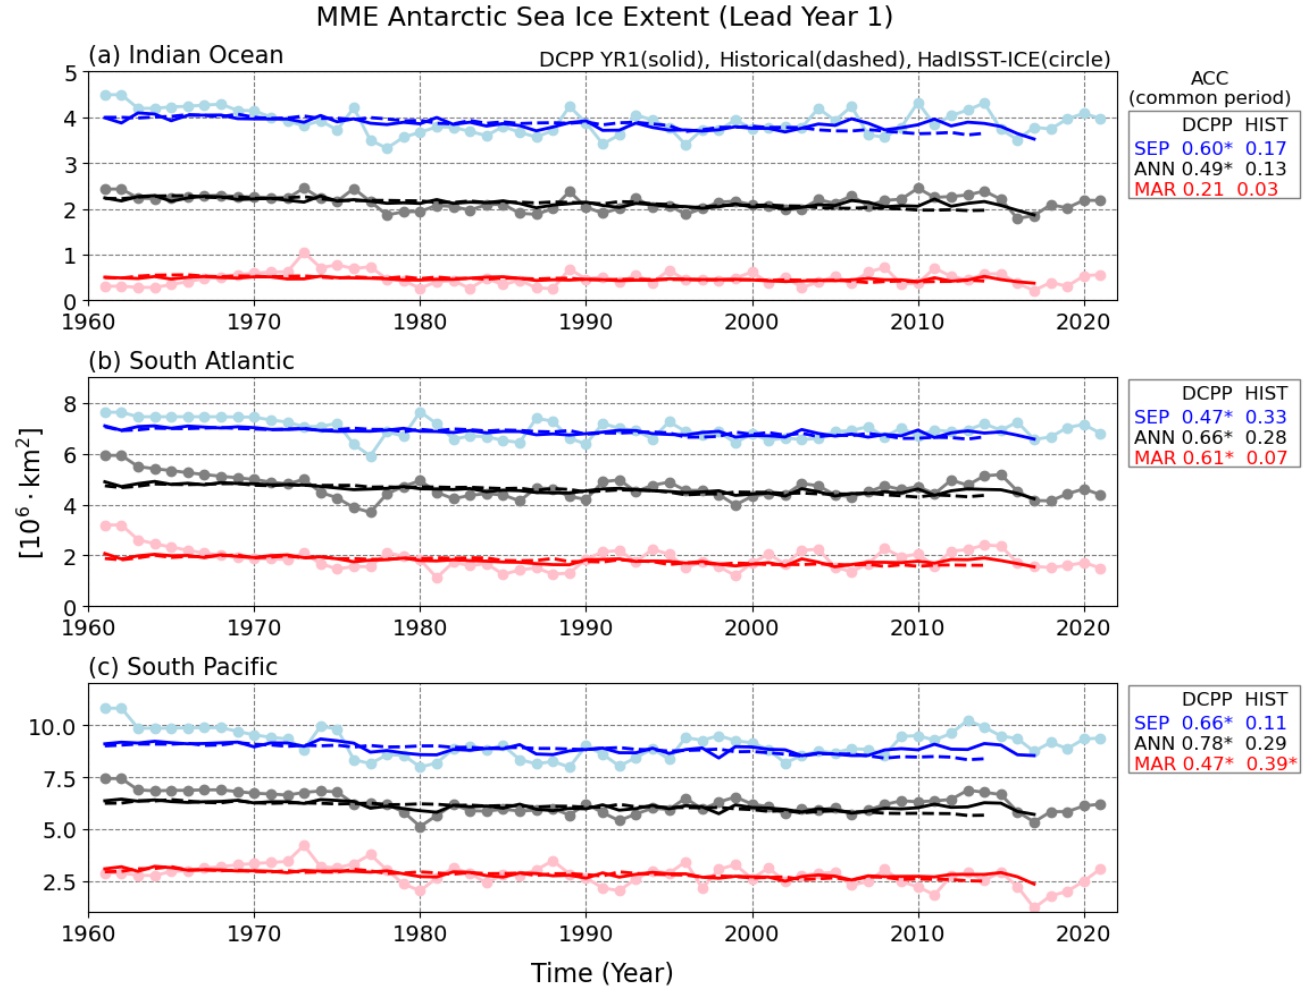 MME Antarctic Sea Ice Extent (Lead Year 1)
(a) Indian Ocean
DCPP YR1(solid), Historical(dashed), HadISST-ICE(circle)
ACC
(common period)
DCPP HIST
SEP 0.60* 0.17
ANN 0.49* 0.13
MAR 0.21 0.03
5
4
3
2
1
0
1960 1970 1980 1990 2000 2010 2020
(b) South Atlantic
DCPP HIST
SEP 0.47* 0.33
ANN 0.66* 0.28
MAR 0.61* 0.07
8
6
4
2
0
[10⁶·km²]
1960 1970 1980 1990 2000 2010 2020
(c) South Pacific
DCPP HIST
SEP 0.66* 0.11
ANN 0.78* 0.29
MAR 0.47* 0.39*
10.0
7.5
5.0
2.5
1960 1970 1980 1990 2000 2010 2020
Time (Year)